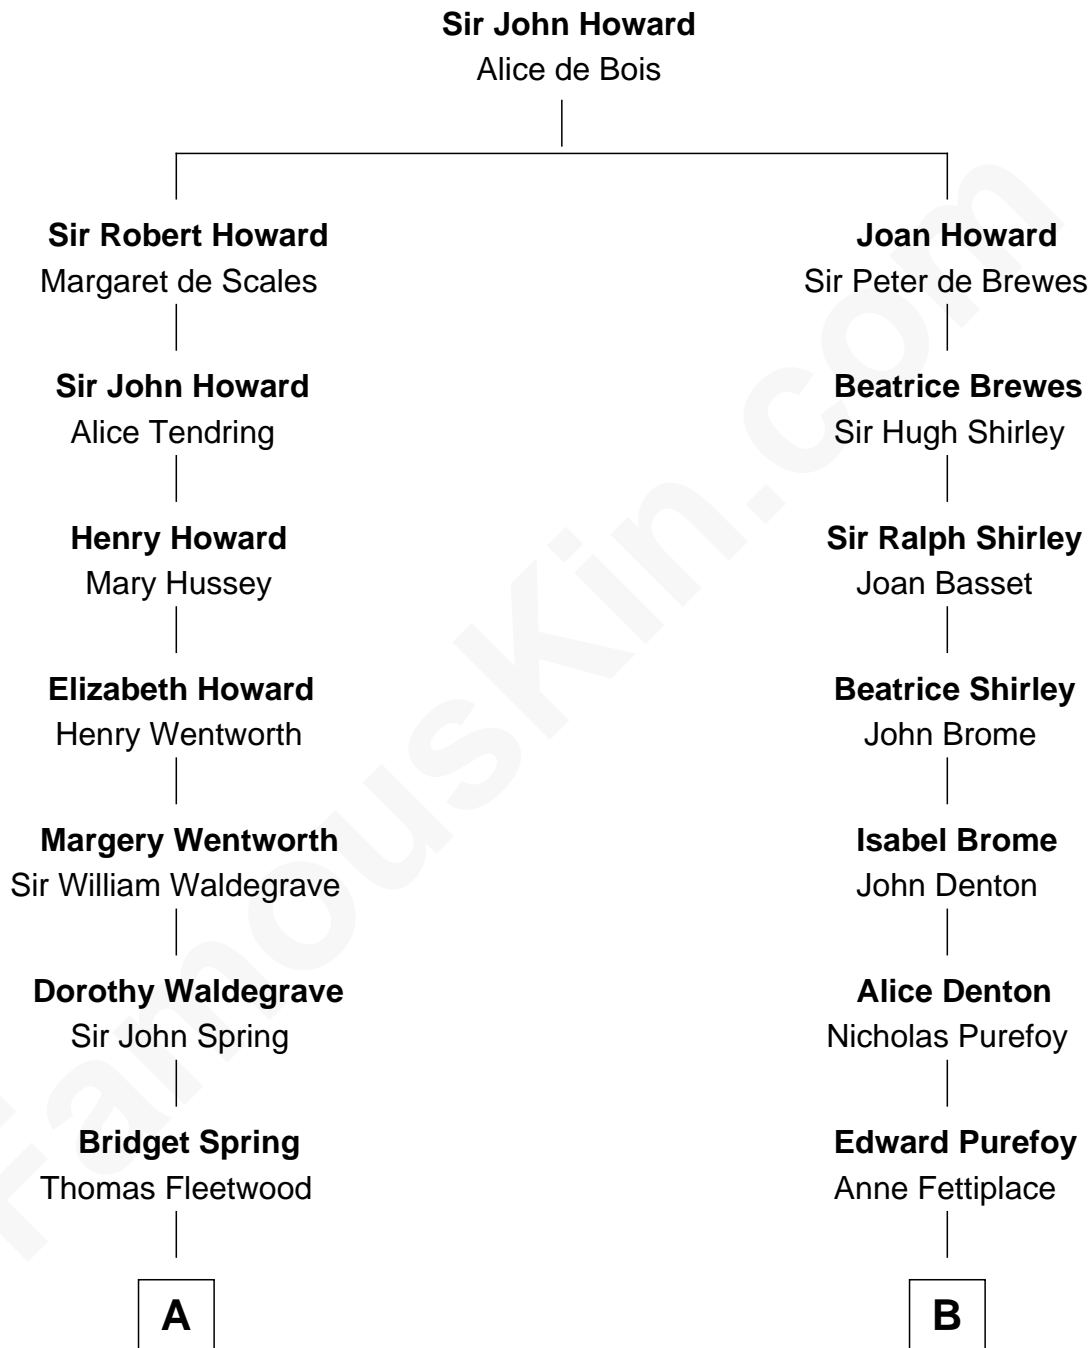 Sir John Howard
Alice de Bois
Sir Robert Howard
Margaret de Scales
Joan Howard
Sir Peter de Brewes
Sir John Howard
Alice Tendring
Beatrice Brewes
Sir Hugh Shirley
Henry Howard
Mary Hussey
Sir Ralph Shirley
Joan Basset
Elizabeth Howard
Henry Wentworth
Beatrice Shirley
John Brome
Margery Wentworth
Sir William Waldegrave
Isabel Brome
John Denton
Dorothy Waldegrave
Sir John Spring
Alice Denton
Nicholas Purefoy
Bridget Spring
Thomas Fleetwood
Edward Purefoy
Anne Fettiplace
A
B
FamousKin.com